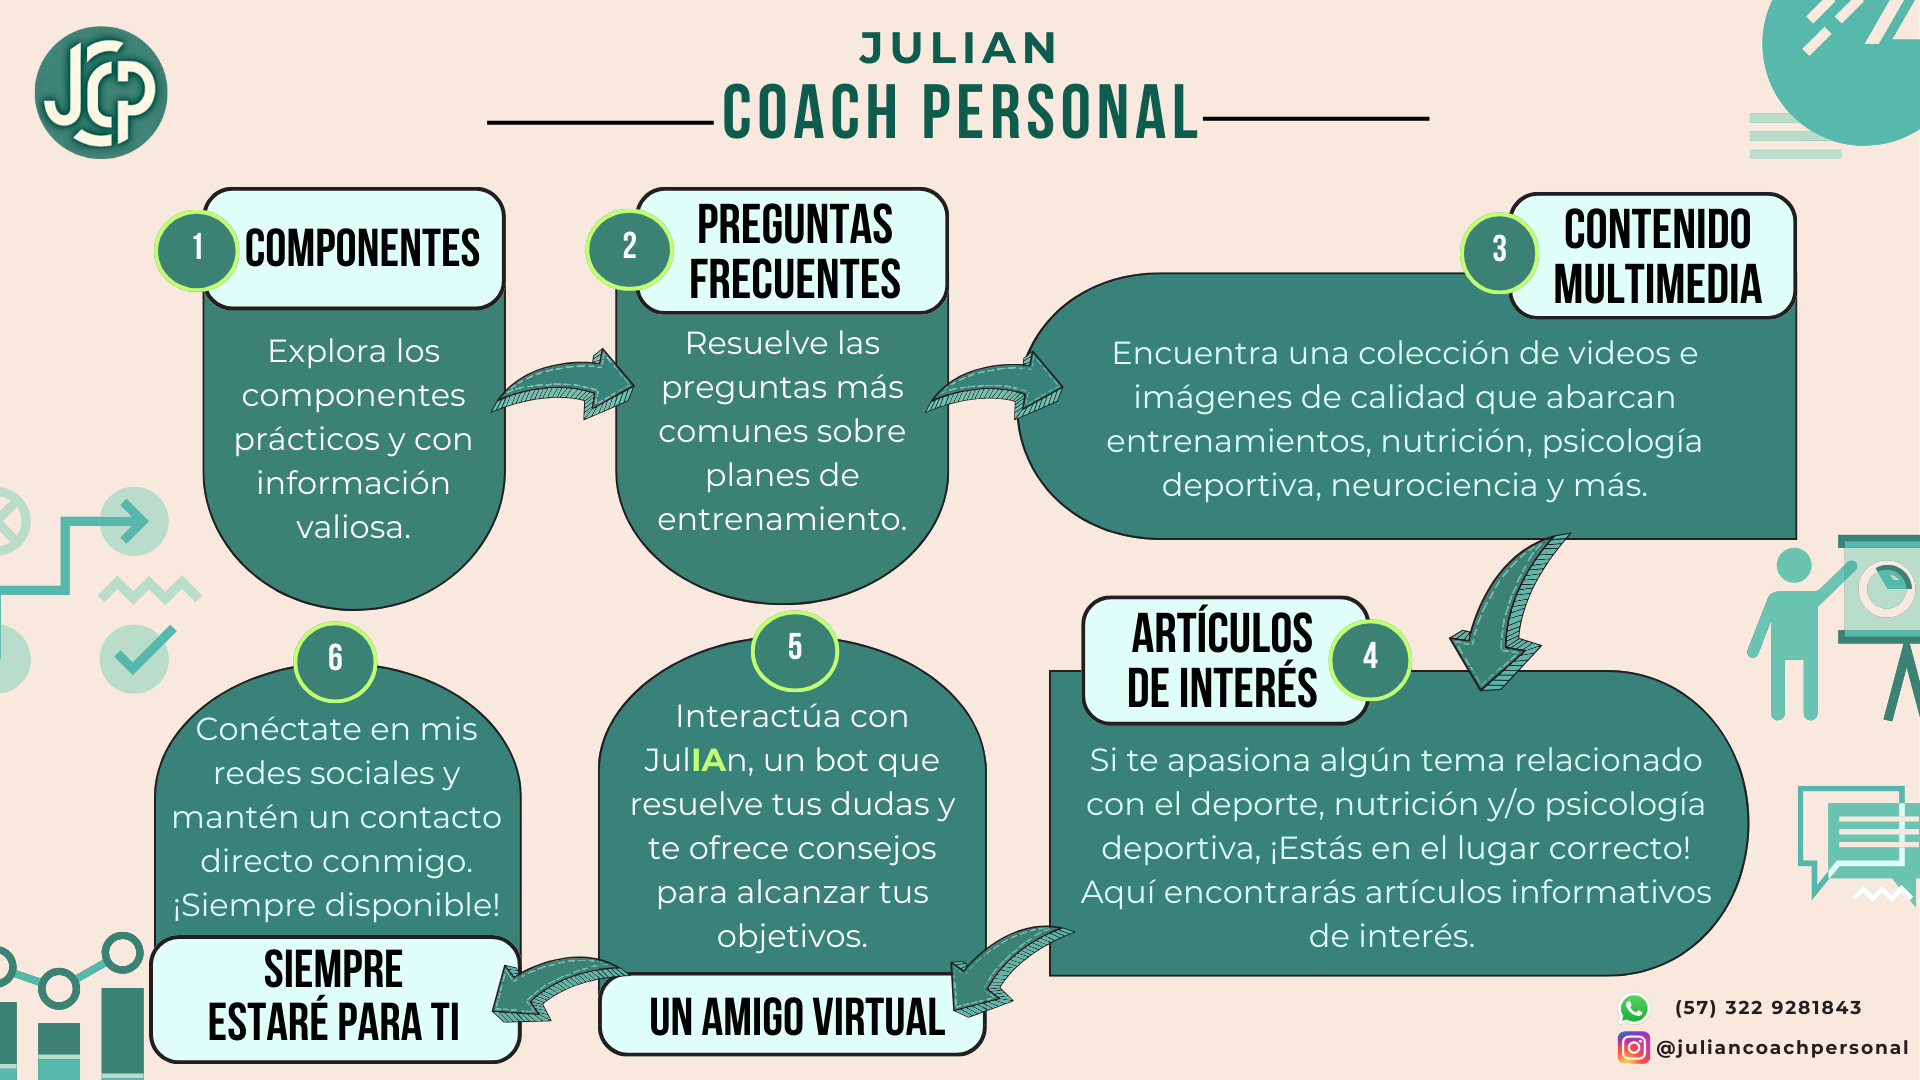 JCP
JULIAN
COACH PERSONAL
1
COMPONENTES
Explora los
componentes
prácticos y con
información
valiosa.
2
PREGUNTAS
FRECUENTES
Resuelve las
preguntas más
comunes sobre
planes de
entrenamiento.
3
CONTENIDO
MULTIMEDIA
Encuentra una colección de videos e
imágenes de calidad que abarcan
entrenamientos, nutrición, psicología
deportiva, neurociencia y más.
ARTÍCULOS
DE INTERÉS
4
Si te apasiona algún tema relacionado
con el deporte, nutrición y/o psicología
deportiva, ¡Estás en el lugar correcto!
Aquí encontrarás artículos informativos
de interés.
5
Interactúa con
JulIAn, un bot que
resuelve tus dudas y
te ofrece consejos
para alcanzar tus
objetivos.
UN AMIGO VIRTUAL
6
Conéctate en mis
redes sociales y
mantén un contacto
directo conmigo.
¡Siempre disponible!
SIEMPRE
ESTARÉ PARA TI
(57) 322 9281843
@juliancoachpersonal